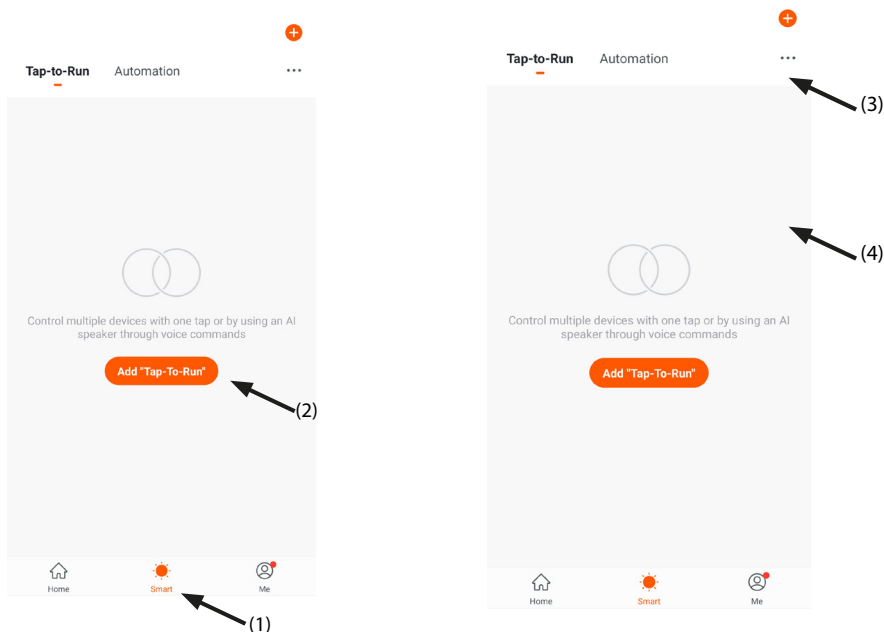 Tap-to-Run Automation
Control multiple devices with one tap or by using an AI
speaker through voice commands
Add "Tap-To-Run"
(2)
Home Smart Me
(1)
Tap-to-Run Automation
(3)
(4)
Control multiple devices with one tap or by using an AI
speaker through voice commands
Add "Tap-To-Run"
Home Smart Me